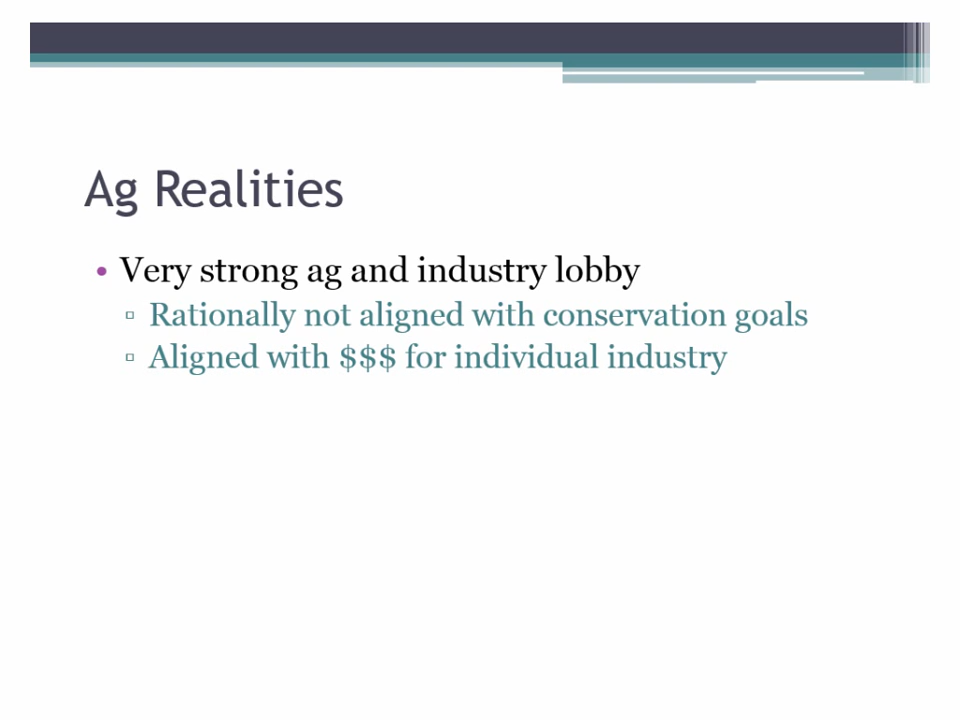 Ag Realities
• Very strong ag and industry lobby
▫ Rationally not aligned with conservation goals
▫ Aligned with $$$ for individual industry